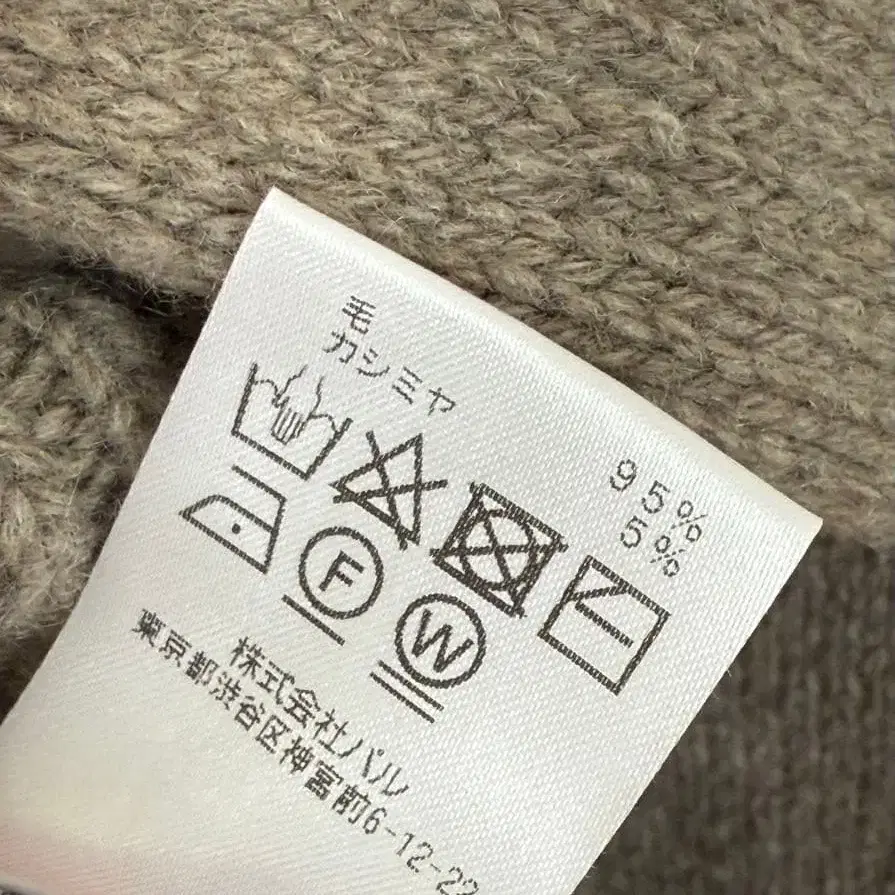 毛 95%
カシミヤ 5%
F
W
株式会社パル
東京都渋谷区神宮前6-12-22